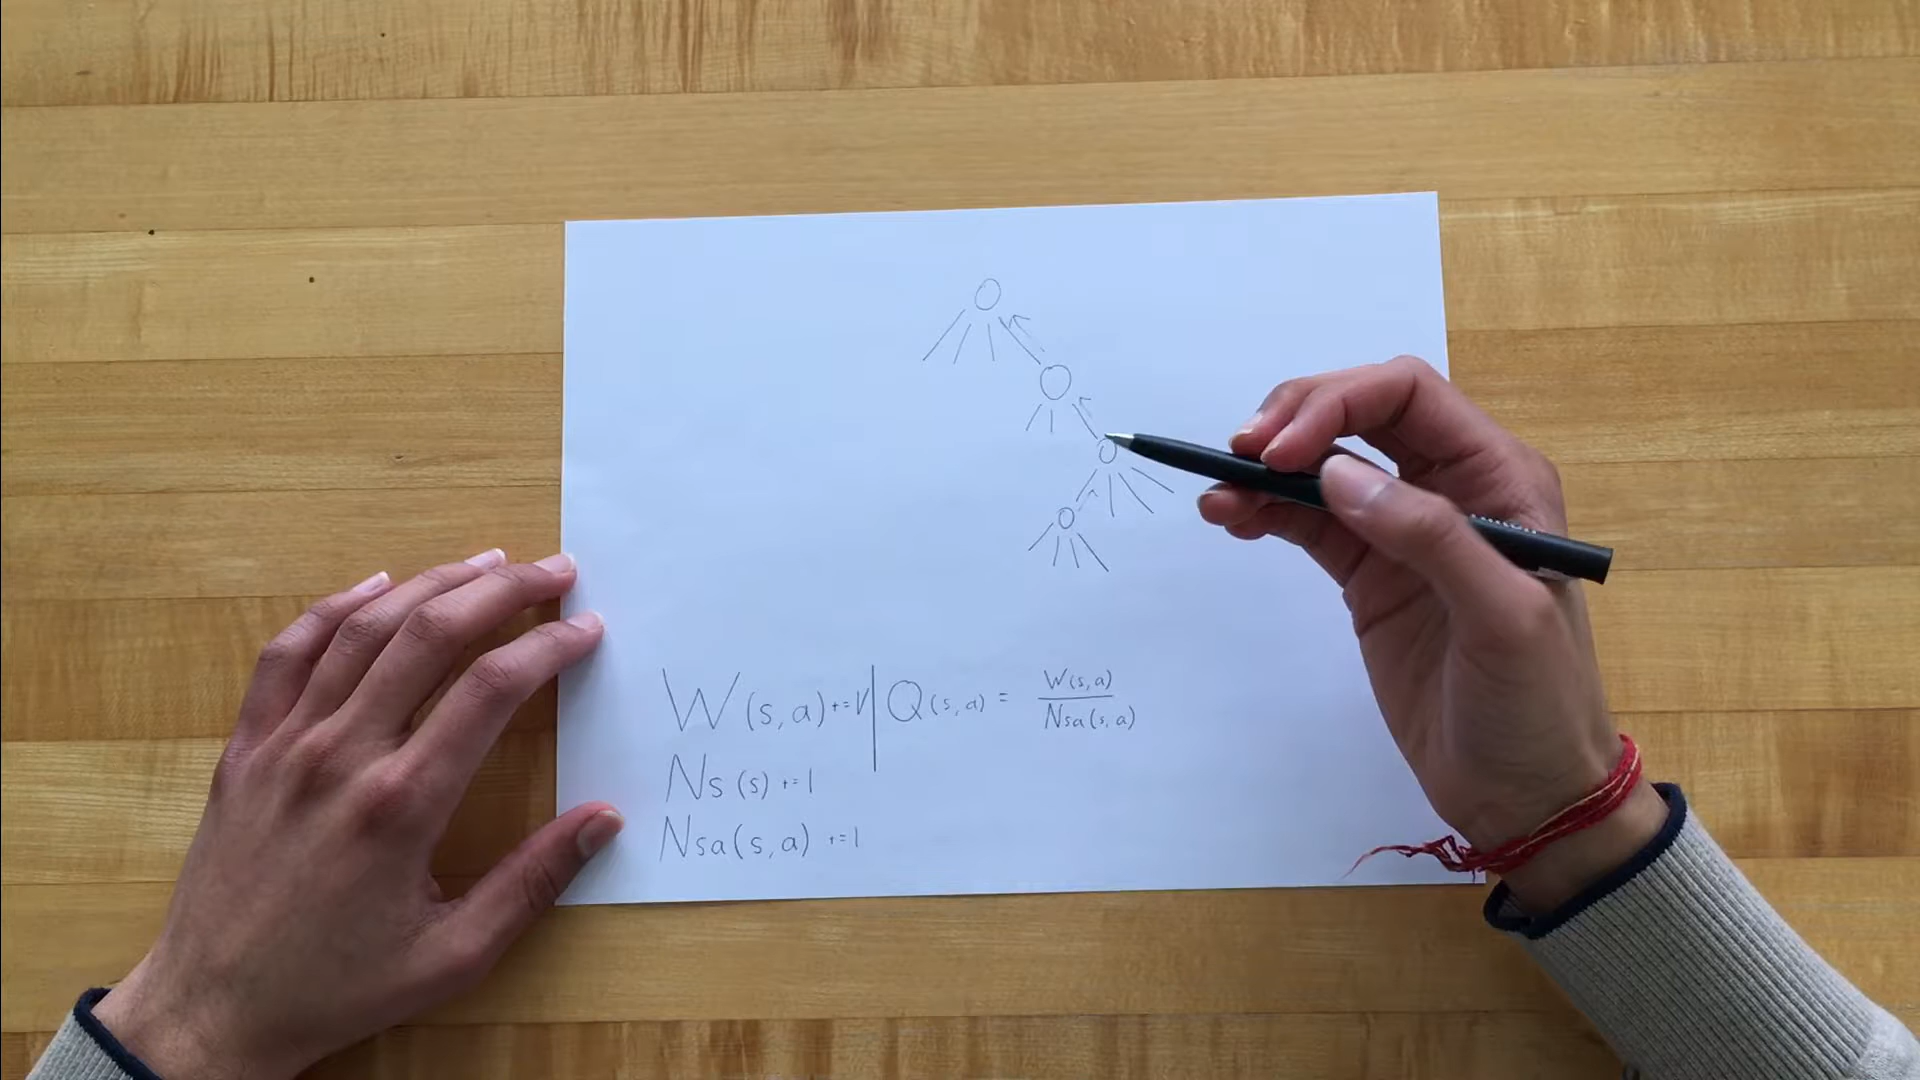 W(s,a)+=V | Q(s,a) = W(s,a) / Nsa(s,a)
Ns(s)+=1
Nsa(s,a)+=1